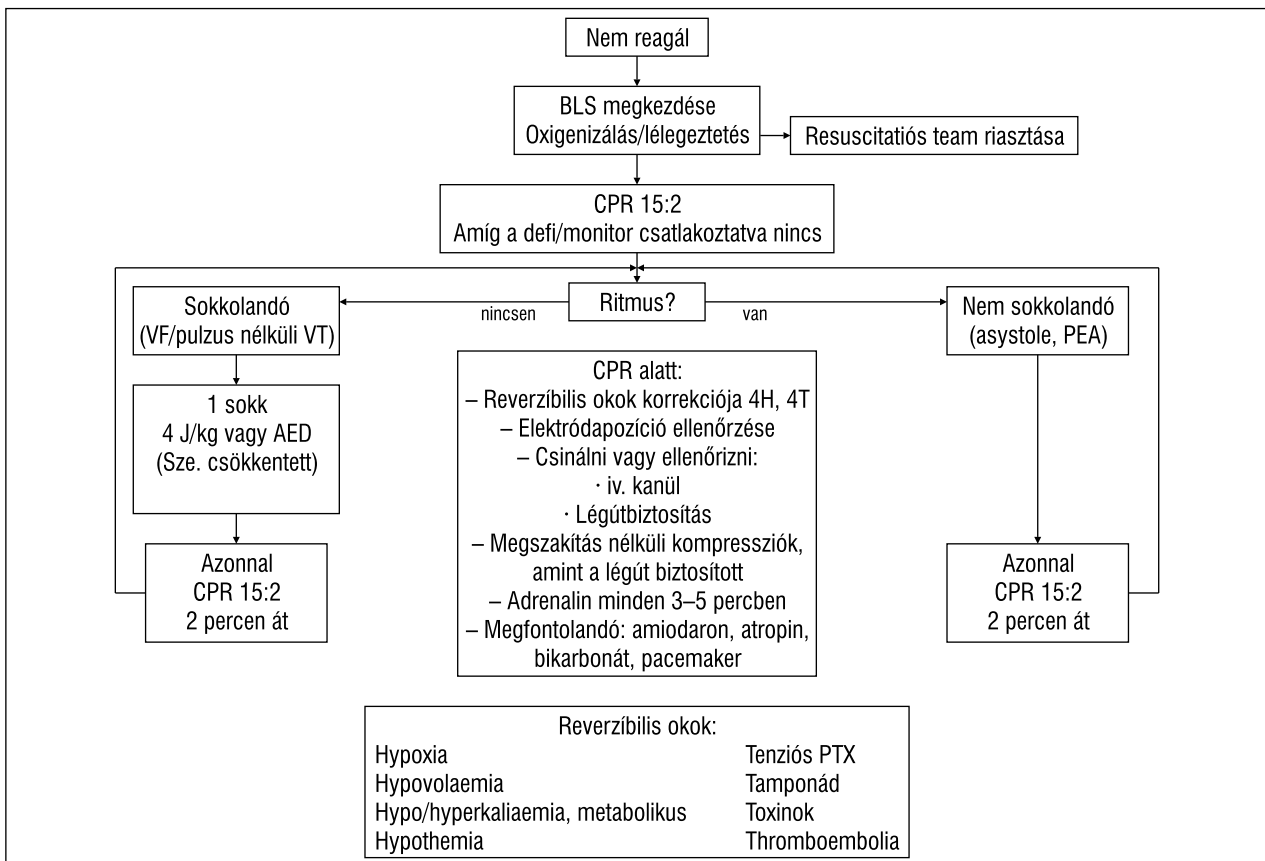 Nem reagál
BLS megkezdése
Oxigenizálás/lélegeztetés
Resuscitatiós team riasztása
CPR 15:2
Amíg a defi/monitor csatlakoztatva nincs
Ritmus?
nincsen
van
Sokkolandó
(VF/pulzus nélküli VT)
1 sokk
4 J/kg vagy AED
(Sze. csökkentett)
Azonnal
CPR 15:2
2 percen át
CPR alatt:
– Reverzíbilis okok korrekciója 4H, 4T
– Elektródapozíció ellenőrzése
– Csinálni vagy ellenőrizni:
· iv. kanül
· Légútbiztosítás
– Megszakítás nélküli kompressziók,
amint a légút biztosított
– Adrenalin minden 3–5 percben
– Megfontolandó: amiodaron, atropin,
bikarbonát, pacemaker
Nem sokkolandó
(asystole, PEA)
Azonnal
CPR 15:2
2 percen át
Reverzíbilis okok:
Hypoxia
Hypovolaemia
Hypo/hyperkaliaemia, metabolikus
Hypothemia
Tenziós PTX
Tamponád
Toxinok
Thromboembolia